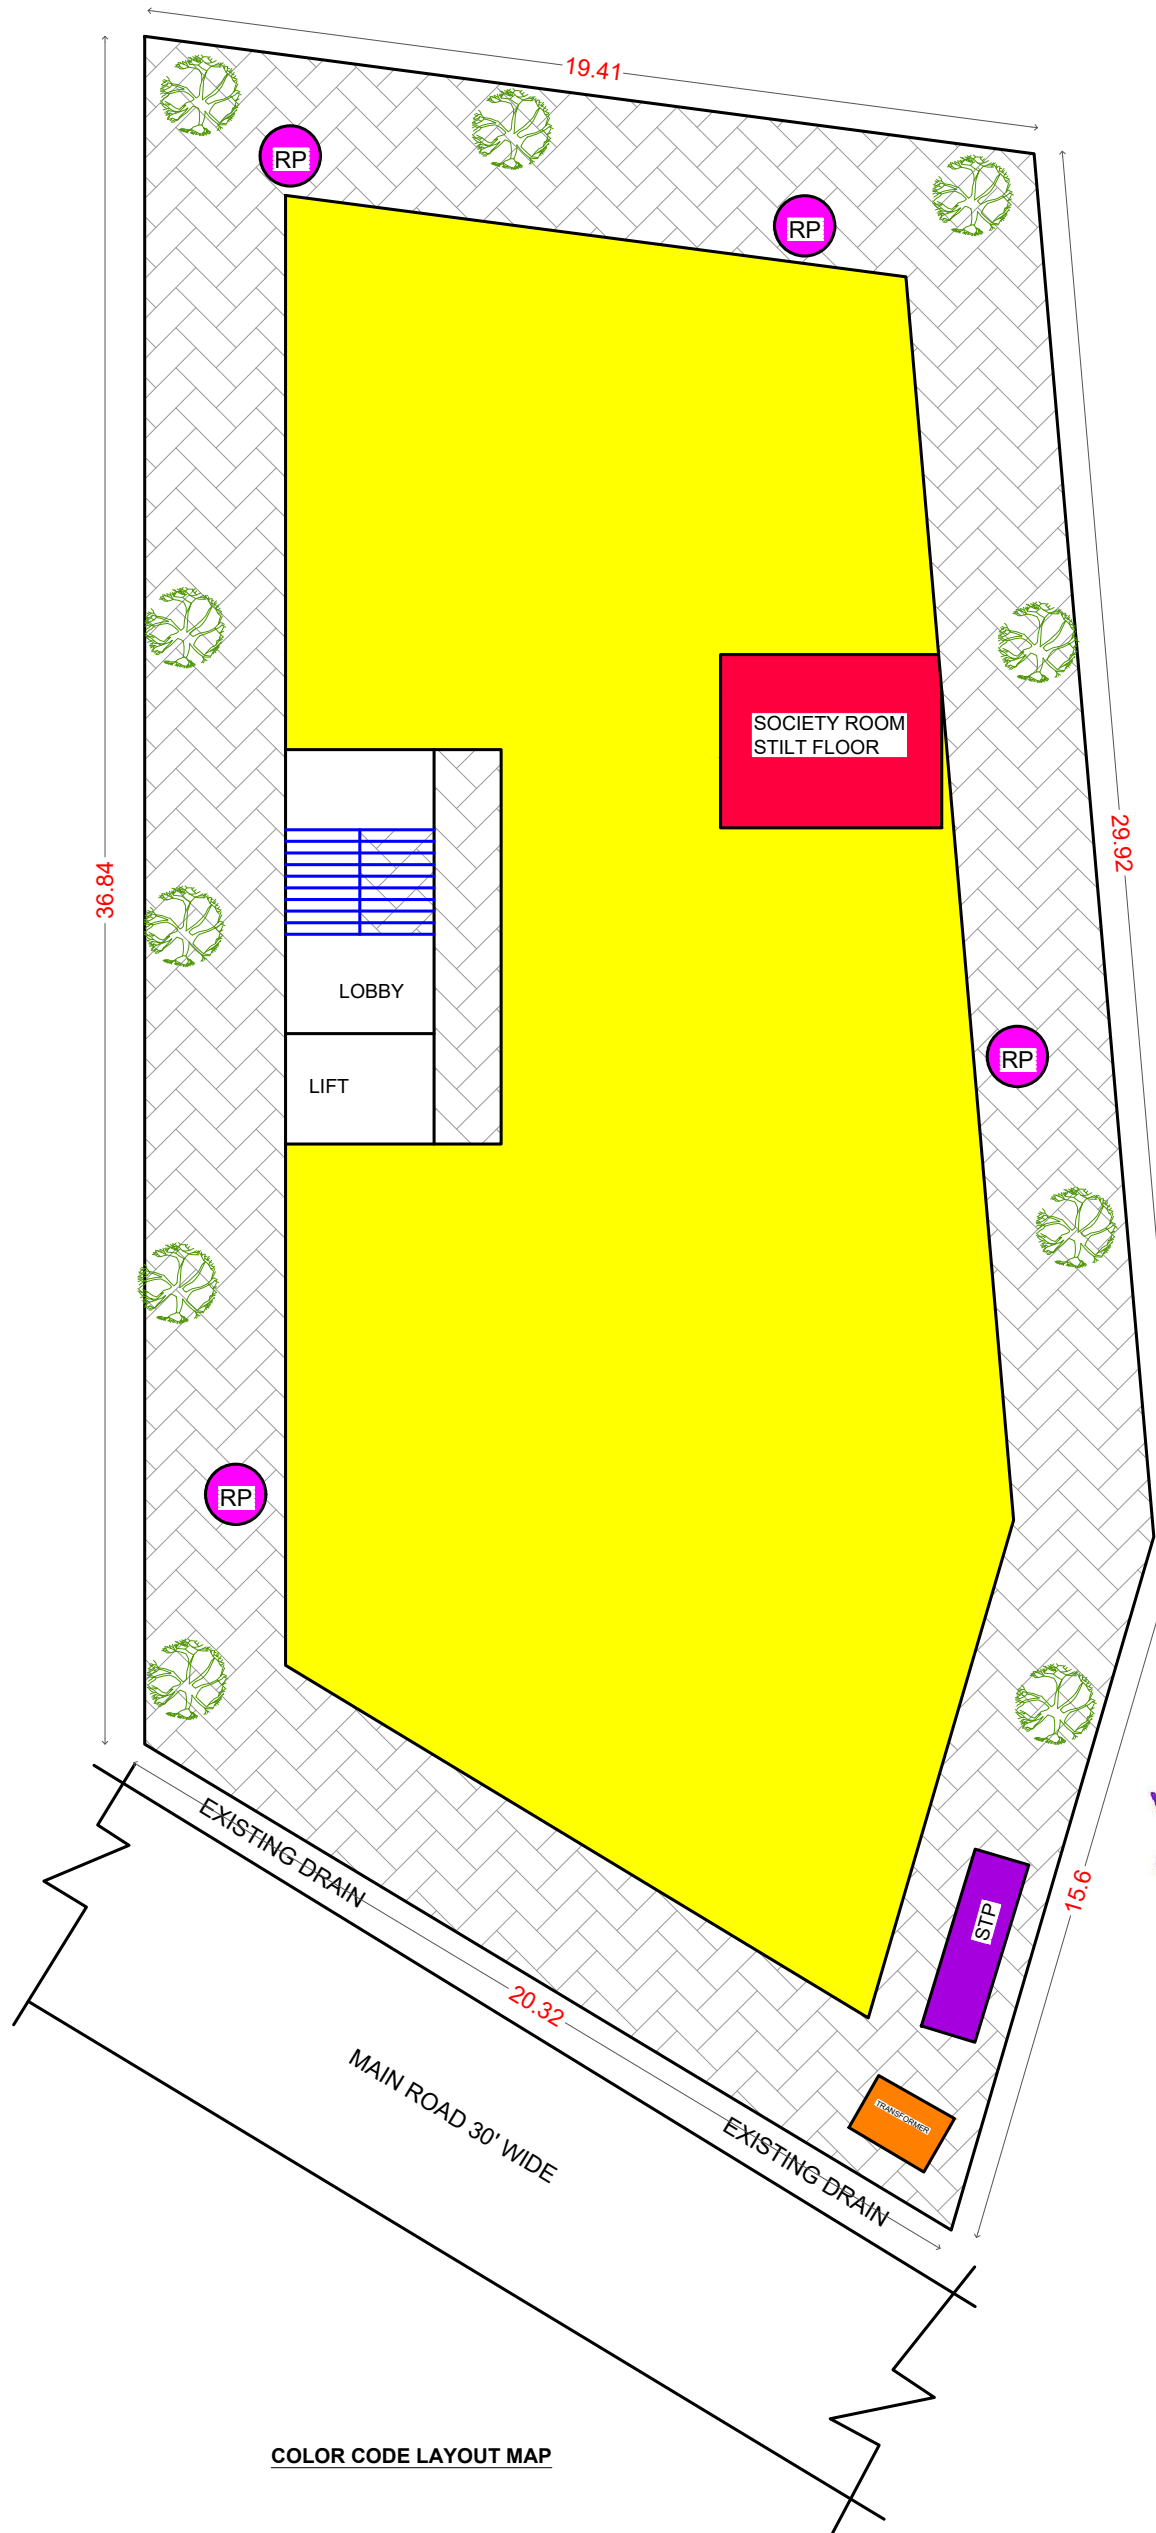 19.41
RP
RP
SOCIETY ROOM
STILT FLOOR
29.92
36.84
LOBBY
RP
LIFT
RP
EXISTING DRAIN
STP
15.6
20.32
MAIN ROAD 30' WIDE
TRANSFORMER
EXISTING DRAIN
COLOR CODE LAYOUT MAP